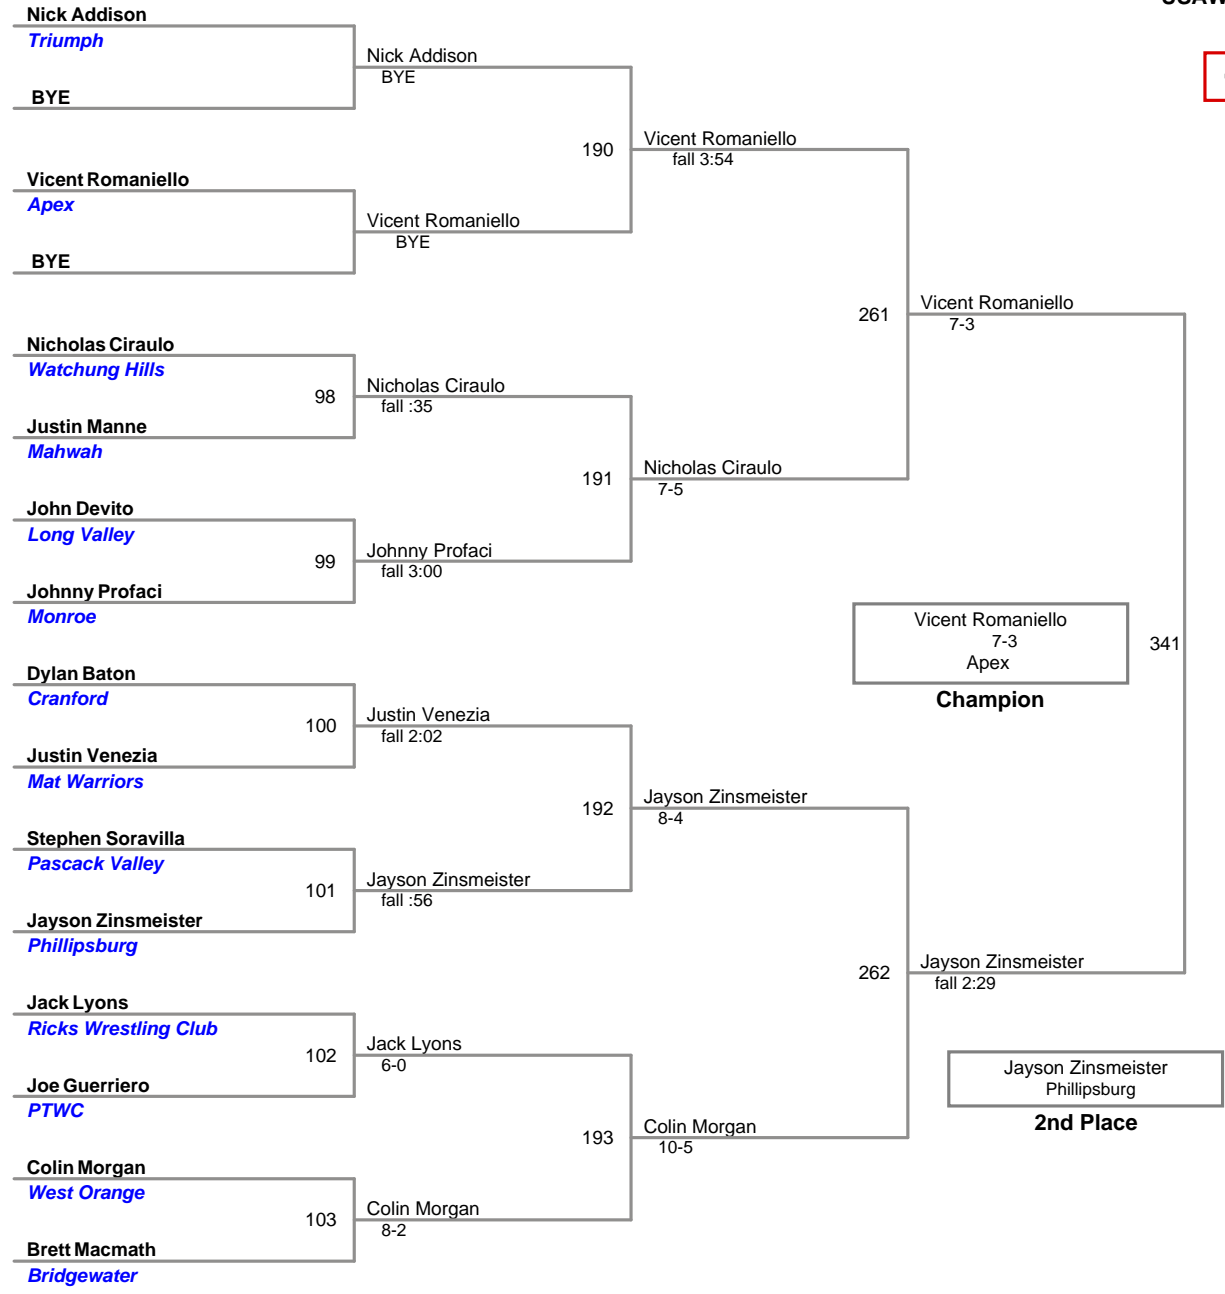 Nick Addison
Triumph
BYE
Nick Addison
BYE
Vicent Romaniello
Apex
BYE
Vicent Romaniello
BYE
190
Vicent Romaniello
fall 3:54
Nicholas Ciraulo
Watchung Hills
98
Justin Manne
Mahwah
Nicholas Ciraulo
fall :35
John Devito
Long Valley
99
Johnny Profaci
Monroe
Johnny Profaci
fall 3:00
191
Nicholas Ciraulo
7-5
261
Vicent Romaniello
7-3
Dylan Baton
Cranford
100
Justin Venezia
Mat Warriors
Justin Venezia
fall 2:02
Stephen Soravilla
Pascack Valley
101
Jayson Zinsmeister
Phillipsburg
Jayson Zinsmeister
fall :56
192
Jayson Zinsmeister
8-4
Jack Lyons
Ricks Wrestling Club
102
Joe Guerriero
PTWC
Jack Lyons
6-0
Colin Morgan
West Orange
103
Brett Macmath
Bridgewater
Colin Morgan
8-2
193
Colin Morgan
10-5
262
Jayson Zinsmeister
fall 2:29
341
Vicent Romaniello
7-3
Apex
Champion
Jayson Zinsmeister
Phillipsburg
2nd Place